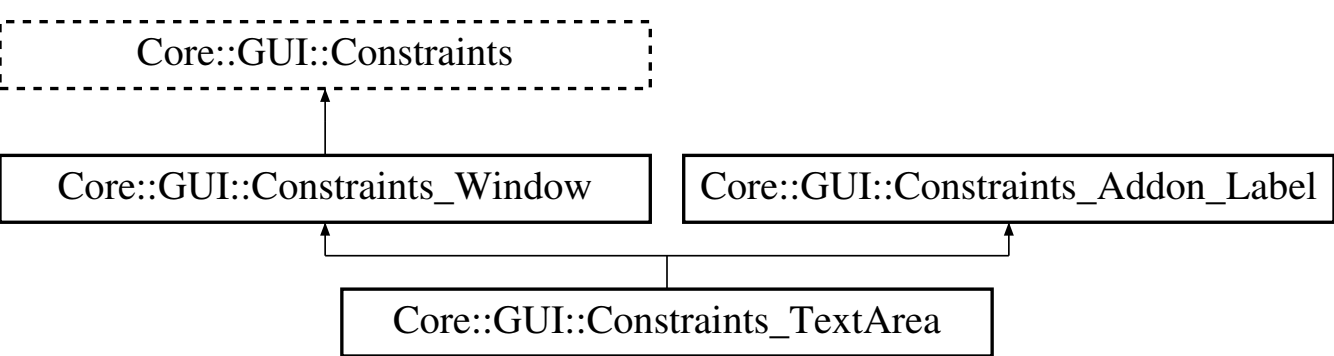 Core::GUI::Constraints
Core::GUI::Constraints_Window
Core::GUI::Constraints_Addon_Label
Core::GUI::Constraints_TextArea